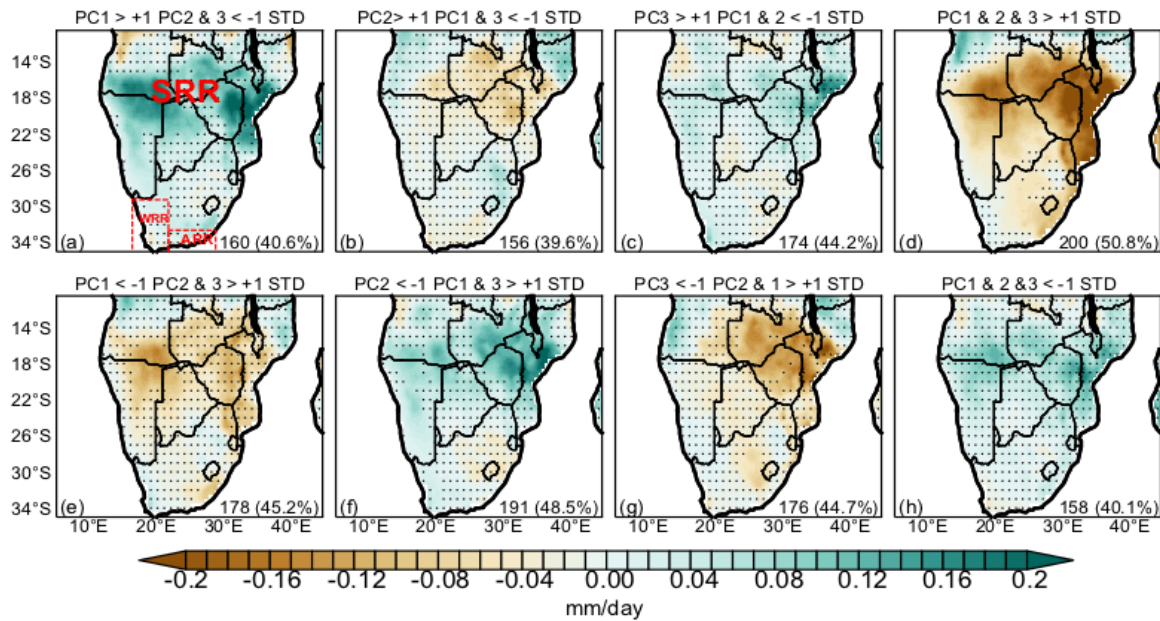 PC1 > +1 PC2 & 3 < -1 STD
PC2> +1 PC1 & 3 < -1 STD
PC3 > +1 PC1 & 2 < -1 STD
PC1 & 2 & 3 > +1 STD
14°S
18°S
22°S
26°S
30°S
34°S
SRR
WRR
ARR
(a)
160 (40.6%)
(b)
156 (39.6%)
(c)
174 (44.2%)
(d)
200 (50.8%)
PC1 < -1 PC2 & 3 > +1 STD
PC2 < -1 PC1 & 3 > +1 STD
PC3 < -1 PC2 & 1 > +1 STD
PC1 & 2 &3 < -1 STD
14°S
18°S
22°S
26°S
30°S
34°S
(e)
178 (45.2%)
(f)
191 (48.5%)
(g)
176 (44.7%)
(h)
158 (40.1%)
10°E 20°E 30°E 40°E 10°E 20°E 30°E 40°E 10°E 20°E 30°E 40°E 10°E 20°E 30°E 40°E
-0.2 -0.16 -0.12 -0.08 -0.04 0.00 0.04 0.08 0.12 0.16 0.2
mm/day